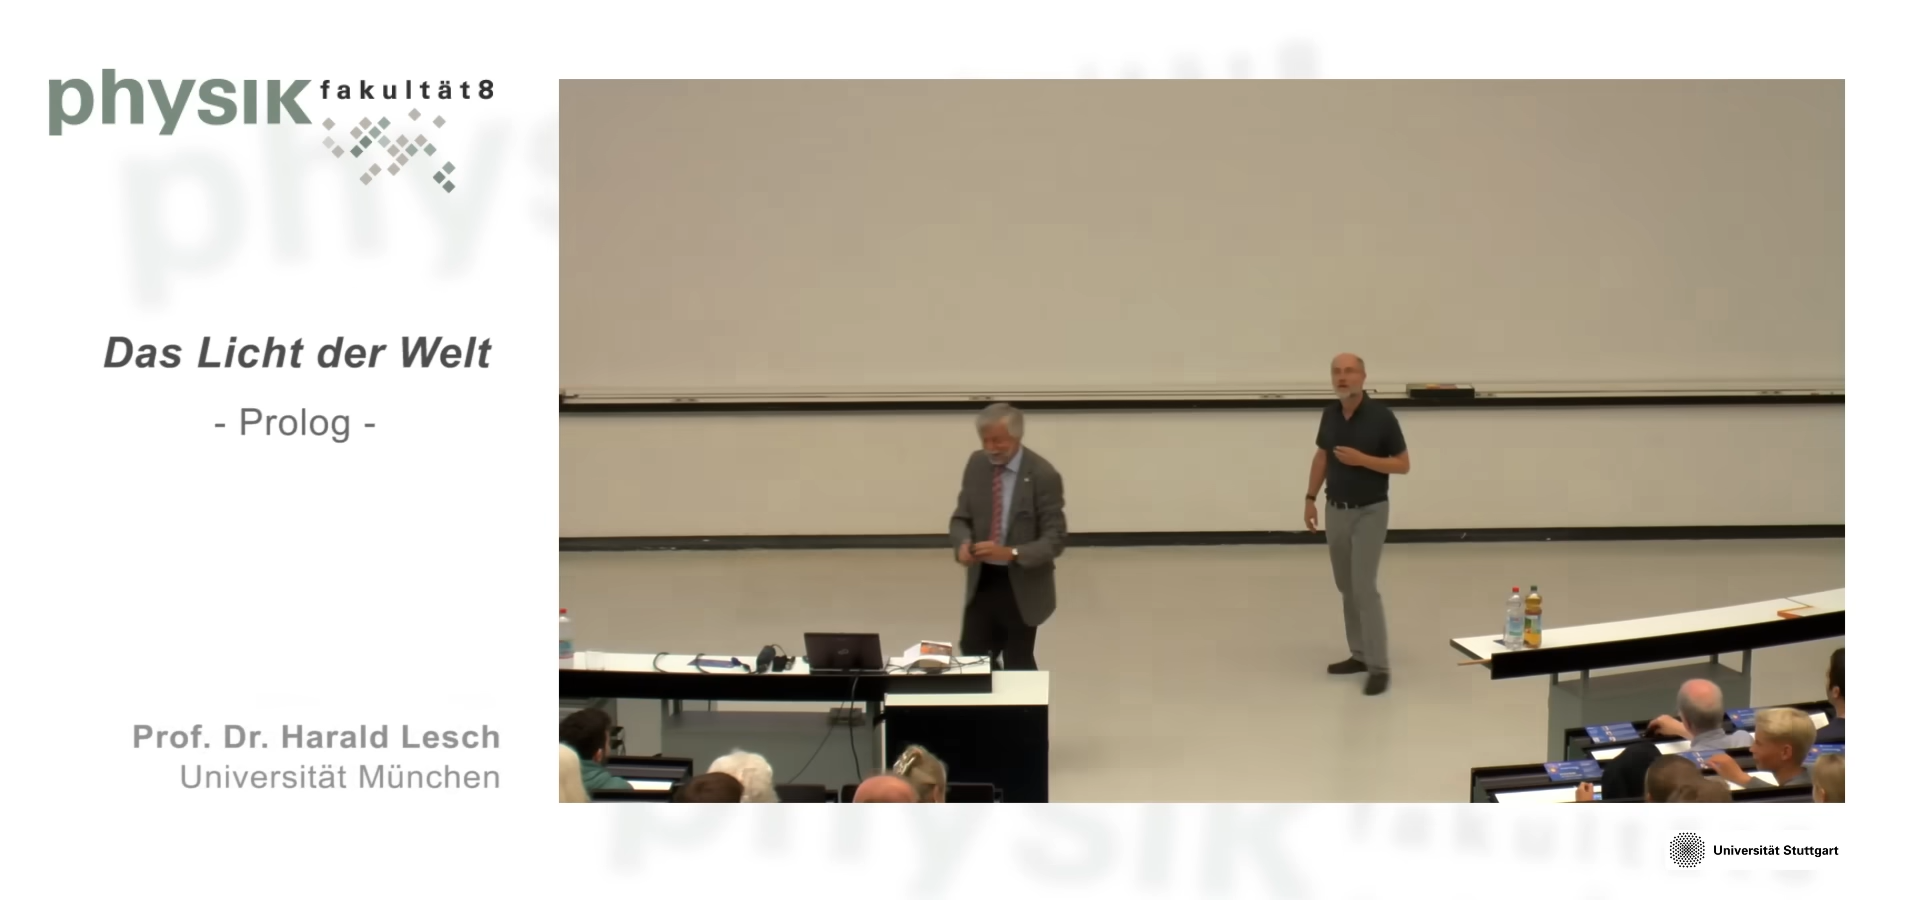 physik fakultät8
Das Licht der Welt
- Prolog -
Prof. Dr. Harald Lesch
Universität München
Universität Stuttgart